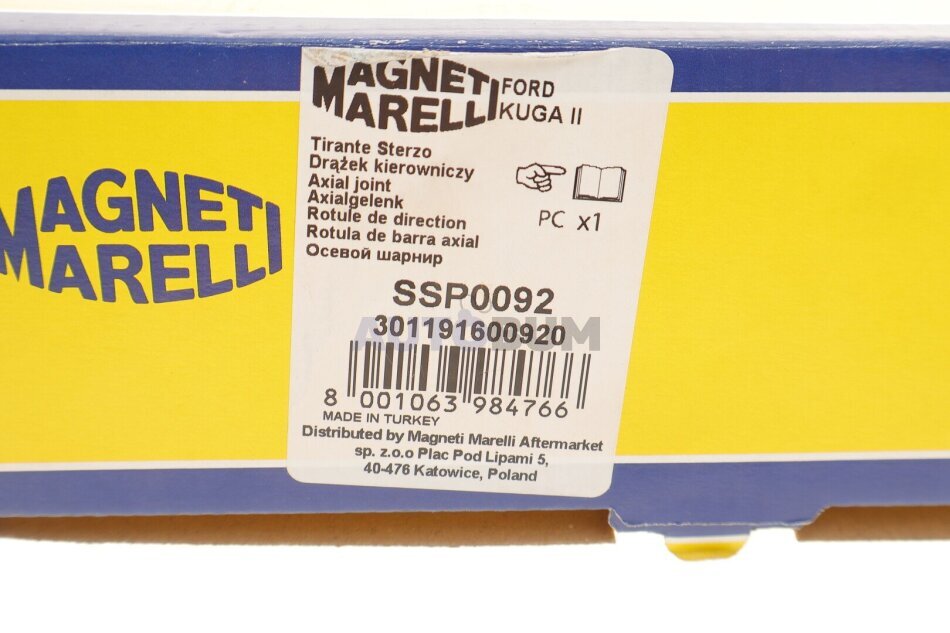 MAGNETI
MARELLI
MAGNETI
MARELLI
FORD
KUGA II
Tirante Sterzo
Drążek kierowniczy
Axial joint
Axialgelenk
Rotule de direction
Rotula de barra axial
Осевой шарнир
PC x1
SSP0092
AUTOBUM
301191600920
8 001063 984766
MADE IN TURKEY
Distributed by Magneti Marelli Aftermarket
sp. z.o.o Plac Pod Lipami 5,
40-476 Katowice, Poland